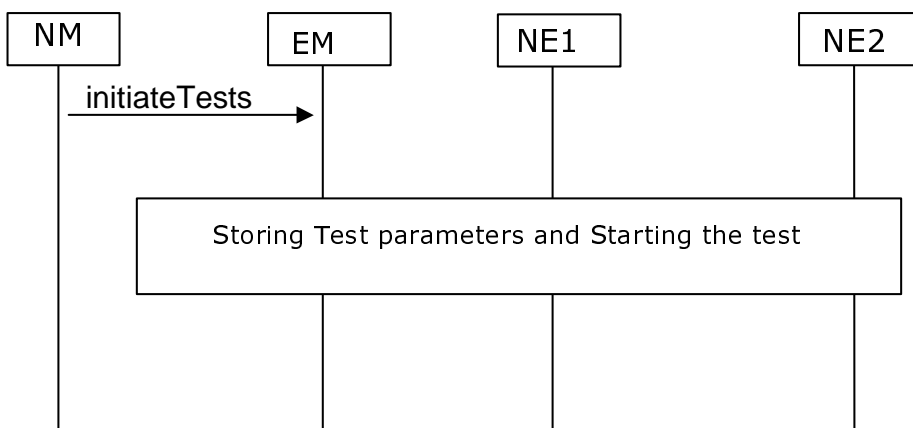 NM
EM
NE1
NE2
initiateTests
Storing Test parameters and Starting the test